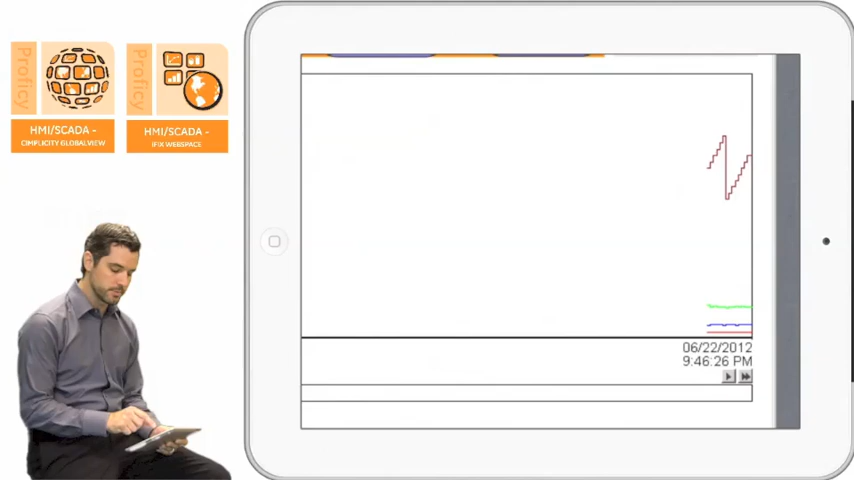 Proficy
HMI/SCADA -
CIMPLICITY GLOBALVIEW
Proficy
HMI/SCADA -
IFIX WEBSPACE
06/22/2012
9:46:26 PM